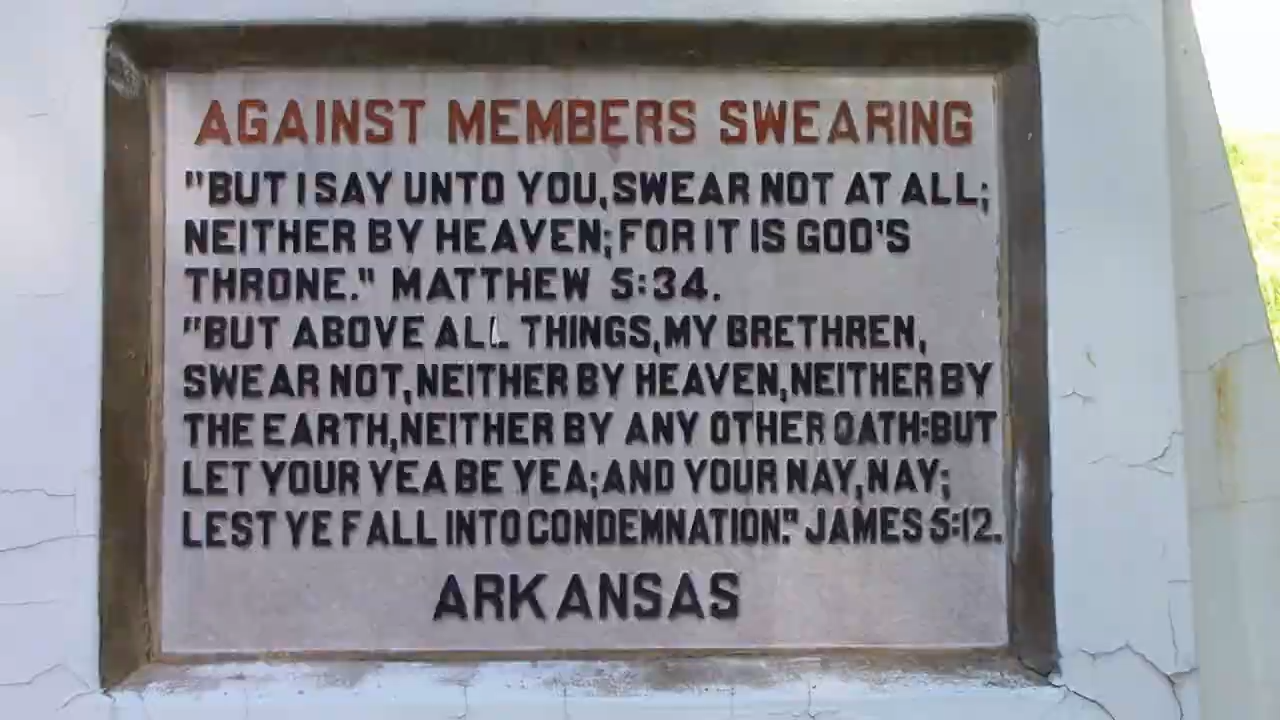 AGAINST MEMBERS SWEARING
"BUT I SAY UNTO YOU, SWEAR NOT AT ALL;
NEITHER BY HEAVEN; FOR IT IS GOD'S
THRONE." MATTHEW 5:34.
"BUT ABOVE ALL THINGS, MY BRETHREN,
SWEAR NOT, NEITHER BY HEAVEN, NEITHER BY
THE EARTH, NEITHER BY ANY OTHER OATH: BUT
LET YOUR YEA BE YEA; AND YOUR NAY, NAY;
LEST YE FALL INTO CONDEMNATION." JAMES 5:12.
ARKANSAS